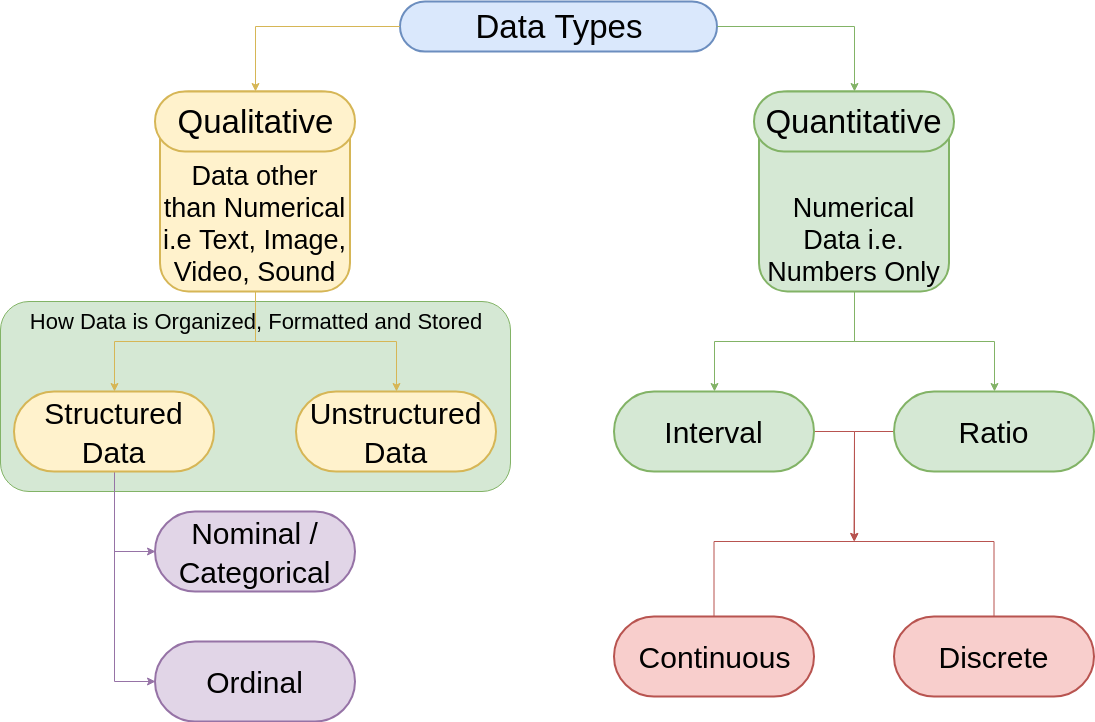 Data Types
Qualitative
Data other
than Numerical
i.e Text, Image,
Video, Sound
Quantitative
Numerical
Data i.e.
Numbers Only
How Data is Organized, Formatted and Stored
Structured
Data
Unstructured
Data
Interval
Ratio
Nominal /
Categorical
Ordinal
Continuous
Discrete